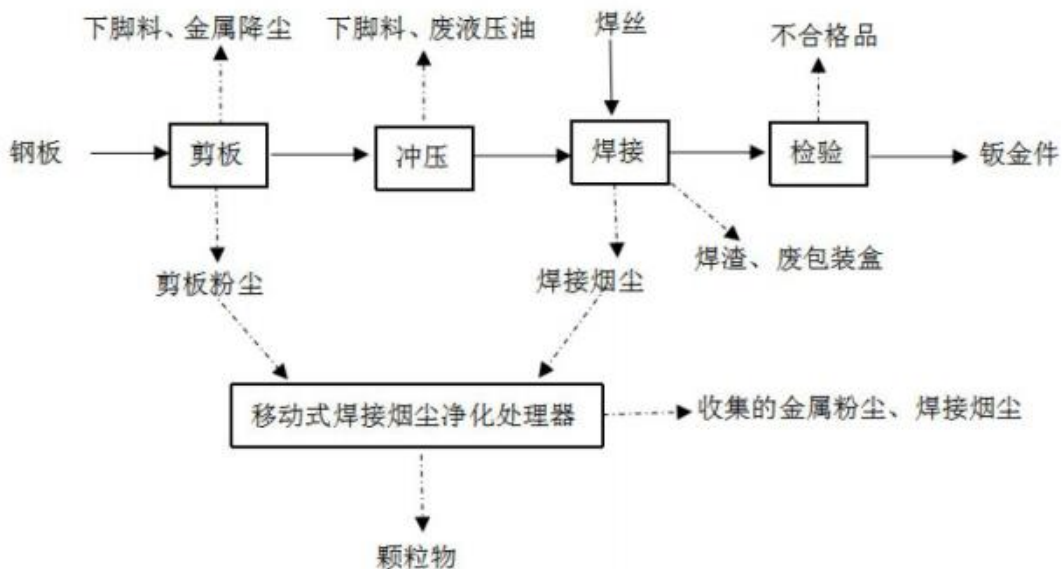 下脚料、金属降尘
下脚料、废液压油
焊丝
不合格品
钢板
剪板
冲压
焊接
检验
钣金件
剪板粉尘
焊接烟尘
焊渣、废包装盒
移动式焊接烟尘净化处理器
收集的金属粉尘、焊接烟尘
颗粒物